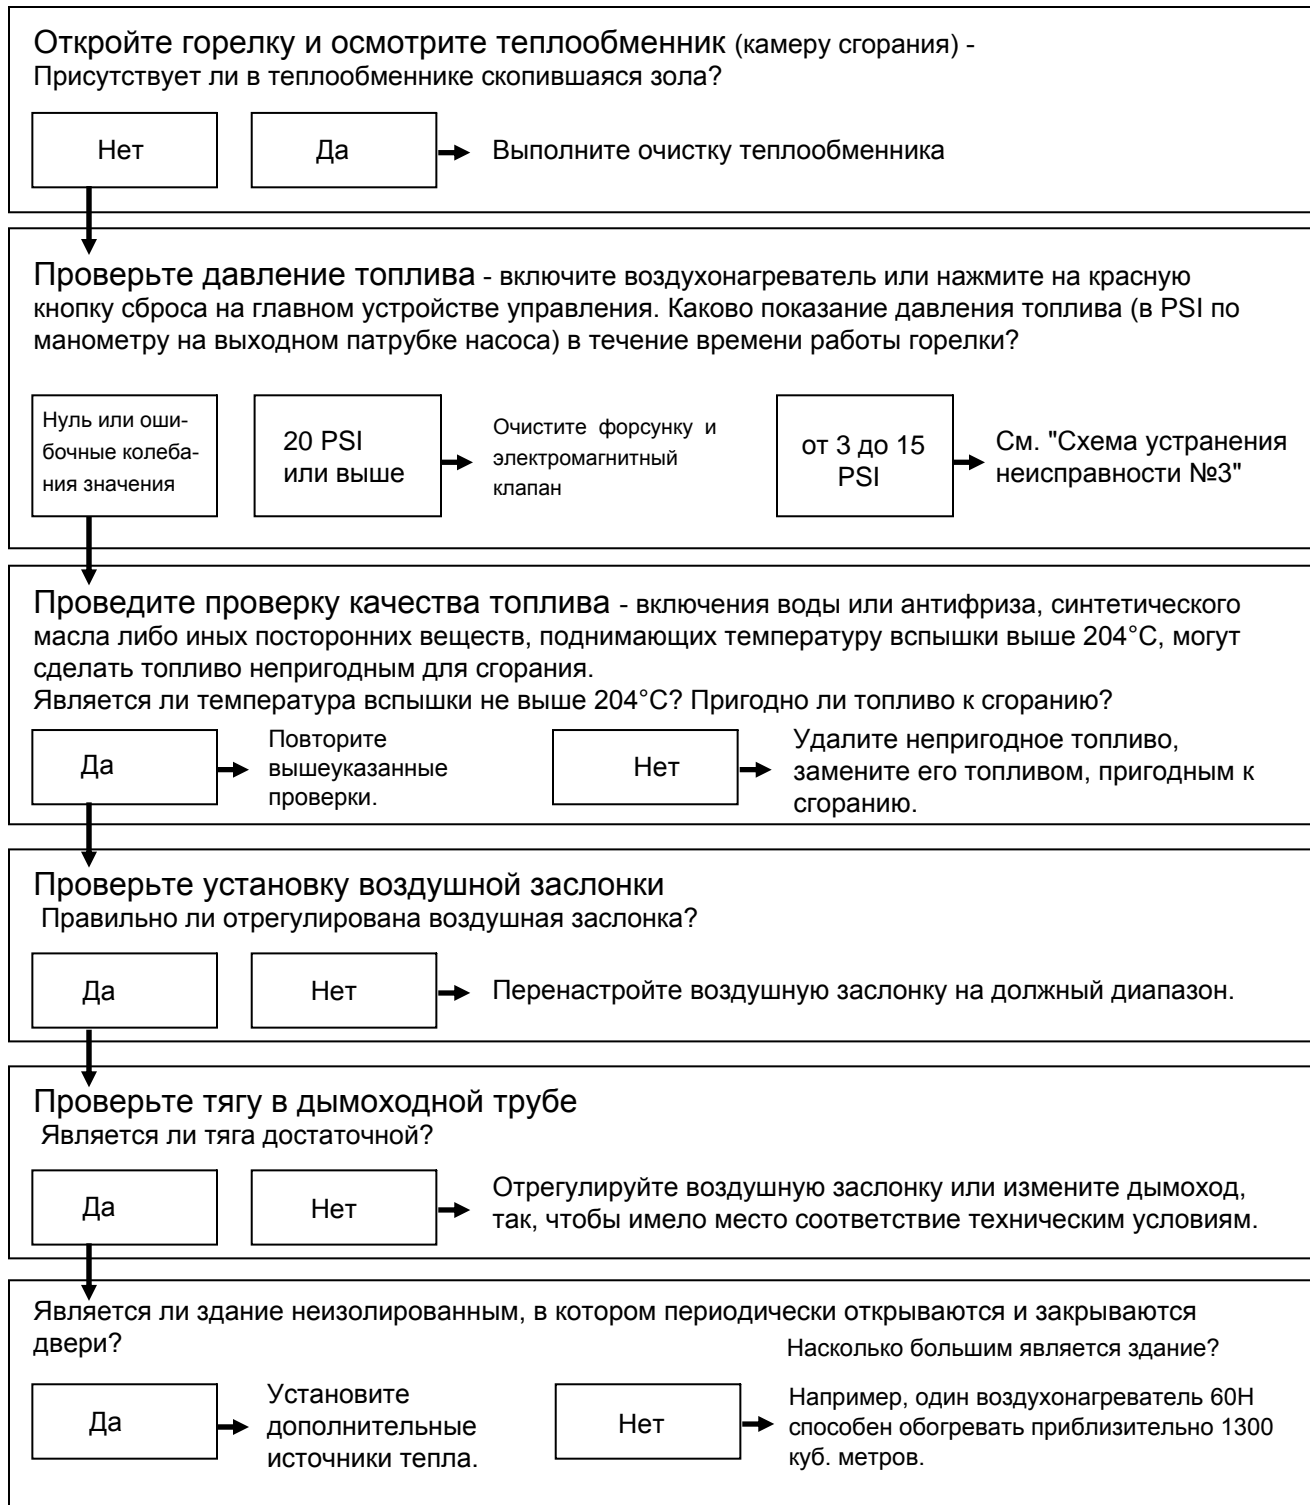 Откройте горелку и осмотрите теплообменник (камеру сгорания) -
Присутствует ли в теплообменнике скопившаяся зола?
Нет
Да
Выполните очистку теплообменника
Проверьте давление топлива - включите воздухонагреватель или нажмите на красную
кнопку сброса на главном устройстве управления. Каково показание давления топлива (в PSI по
манометру на выходном патрубке насоса) в течение времени работы горелки?
Нуль или оши-
бочные колеба-
ния значения
20 PSI
или выше
Очистите форсунку и
электромагнитный
клапан
от 3 до 15
PSI
См. "Схема устранения
неисправности №3"
Проведите проверку качества топлива - включения воды или антифриза, синтетического
масла либо иных посторонних веществ, поднимающих температуру вспышки выше 204°C, могут
сделать топливо непригодным для сгорания.
Является ли температура вспышки не выше 204°C? Пригодно ли топливо к сгоранию?
Да
Повторите
вышеуказанные
проверки.
Нет
Удалите непригодное топливо,
замените его топливом, пригодным к
сгоранию.
Проверьте установку воздушной заслонки
Правильно ли отрегулирована воздушная заслонка?
Да
Нет
Перенастройте воздушную заслонку на должный диапазон.
Проверьте тягу в дымоходной трубе
Является ли тяга достаточной?
Да
Нет
Отрегулируйте воздушную заслонку или измените дымоход,
так, чтобы имело место соответствие техническим условиям.
Является ли здание неизолированным, в котором периодически открываются и закрываются
двери?
Насколько большим является здание?
Да
Установите
дополнительные
источники тепла.
Нет
Например, один воздухонагреватель 60Н
способен обогревать приблизительно 1300
куб. метров.